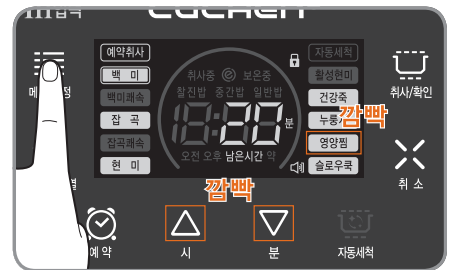 CUCHEN
예약취사
백 미
백미쾌속
잡 곡
잡곡쾌속
현 미
취사중 보온중
찰진밥 중간밥 일반밥
20분
오전 오후 남은시간 약
자동세척
활성현미
건강죽
누룽지
영양찜
슬로우쿡
깜빡
깜빡
취사/확인
취소
예약
시
분
자동세척